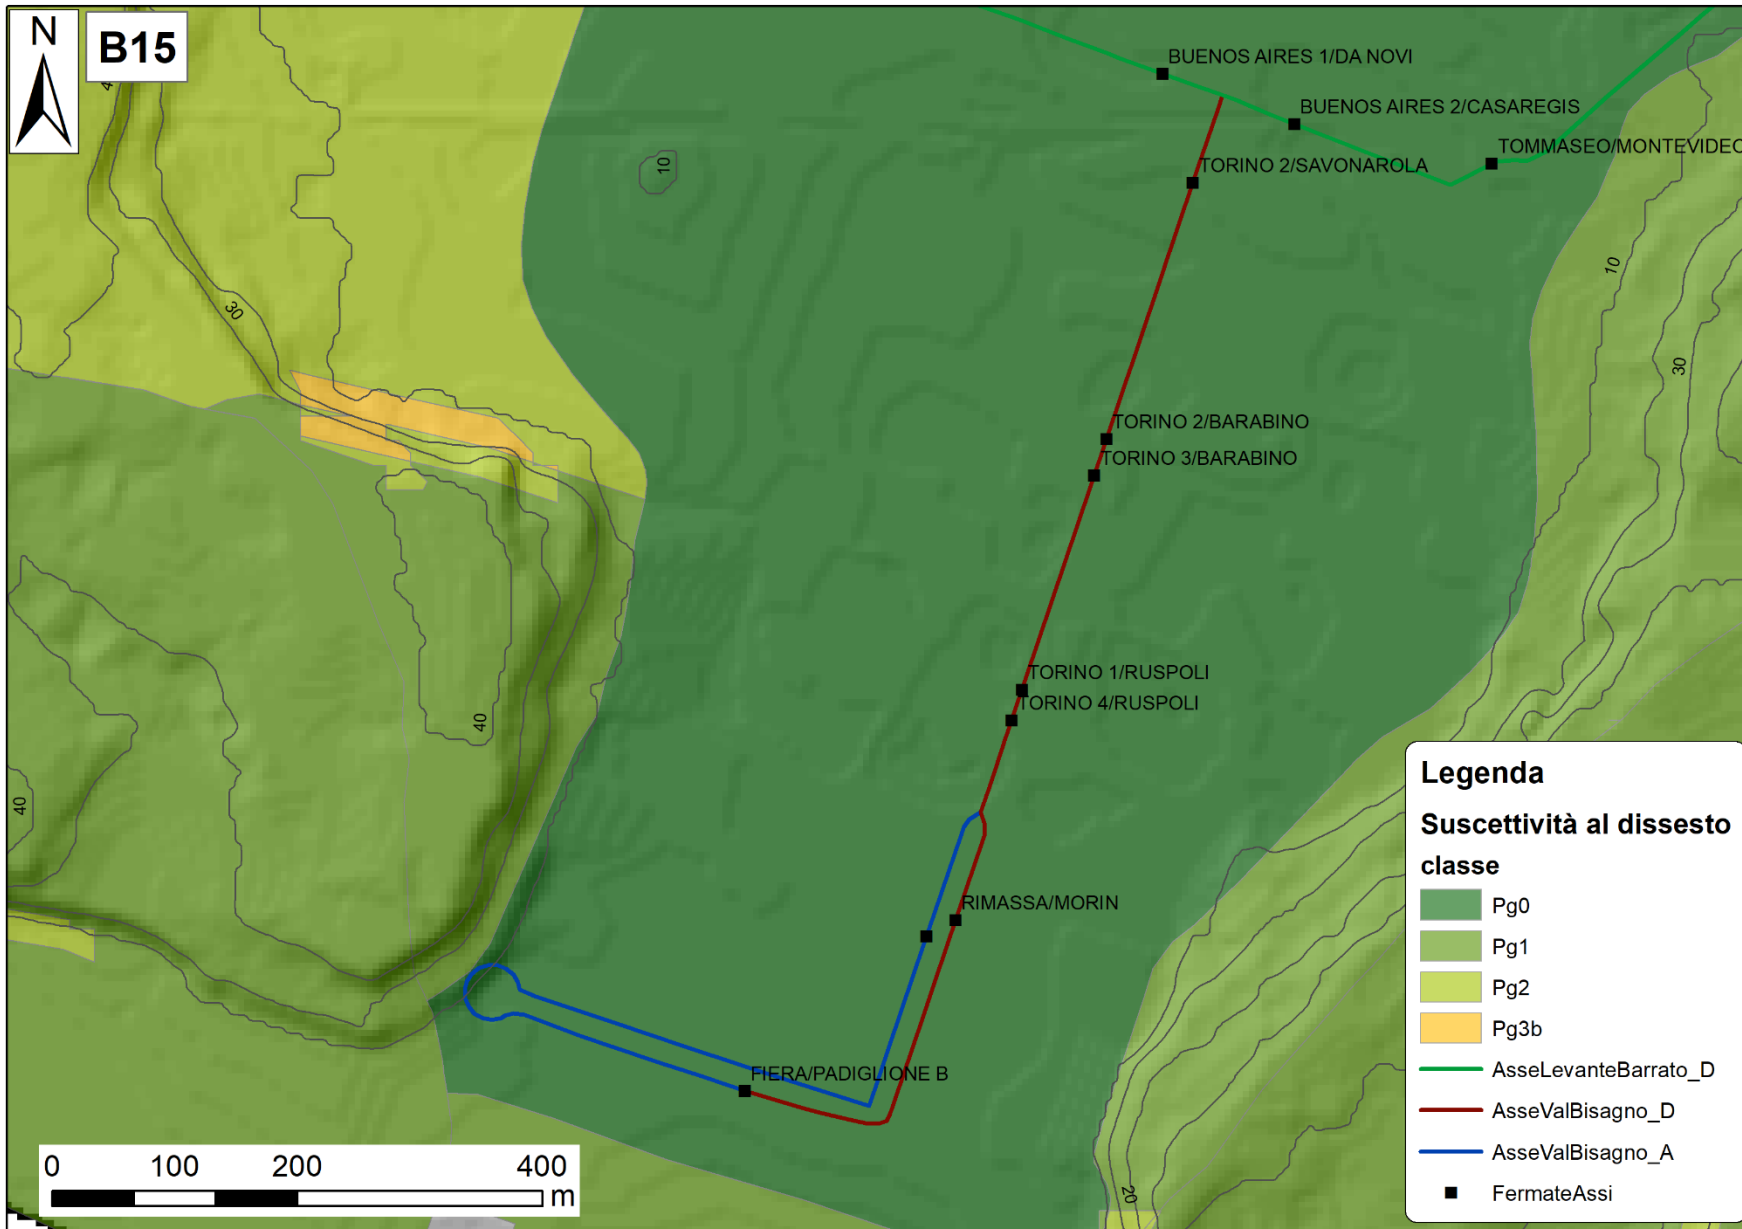 N
B15
BUENOS AIRES 1/DA NOVI
BUENOS AIRES 2/CASAREGIS
TOMMASEO/MONTEVIDEO
TORINO 2/SAVONAROLA
10
10
30
30
TORINO 2/BARABINO
TORINO 3/BARABINO
TORINO 1/RUSPOLI
TORINO 4/RUSPOLI
40
40
RIMASSA/MORIN
FIERA/PADIGLIONE B
20
0 100 200 400
m
Legenda
Suscettività al dissesto
classe
Pg0
Pg1
Pg2
Pg3b
AsseLevanteBarrato_D
AsseValBisagno_D
AsseValBisagno_A
FermateAssi